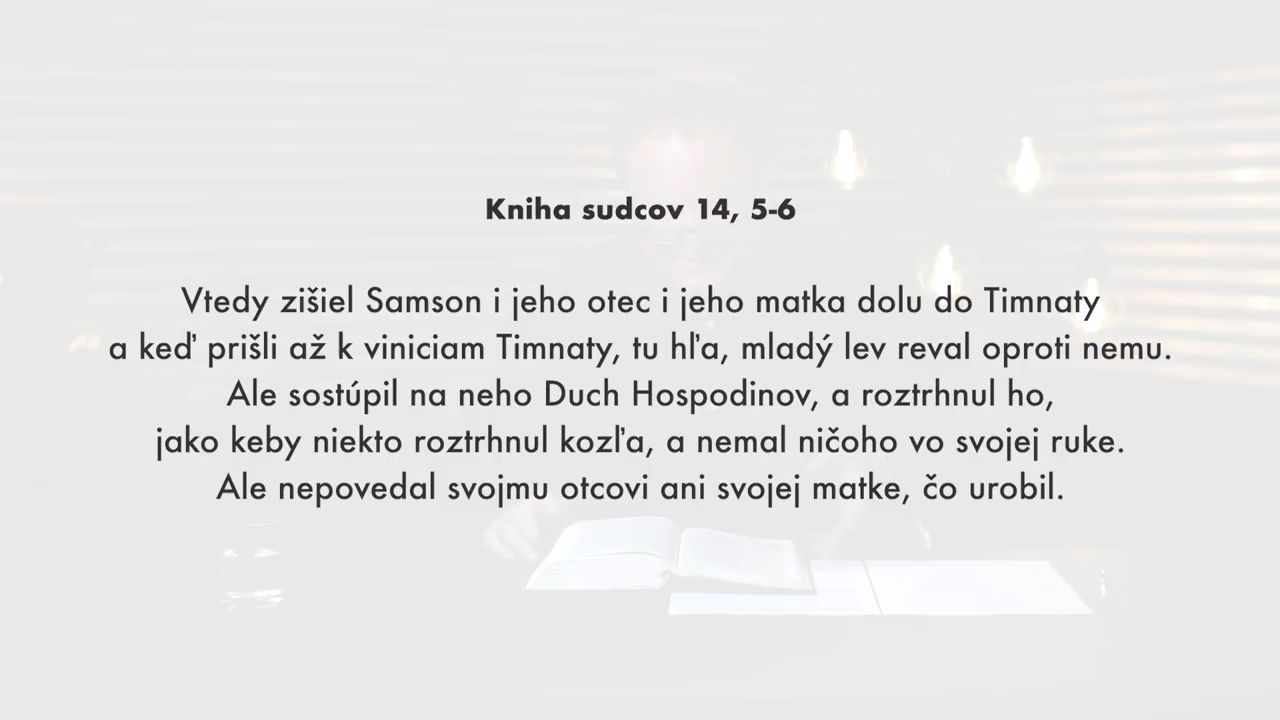 Kniha sudcov 14, 5-6
Vtedy zišiel Samson i jeho otec i jeho matka dolu do Timnaty
a keď prišli až k viniciam Timnaty, tu hľa, mladý lev reval oproti nemu.
Ale sostúpil na neho Duch Hospodinov, a roztrhnul ho,
jako keby niekto roztrhnul kozľa, a nemal ničoho vo svojej ruke.
Ale nepovedal svojmu otcovi ani svojej matke, čo urobil.